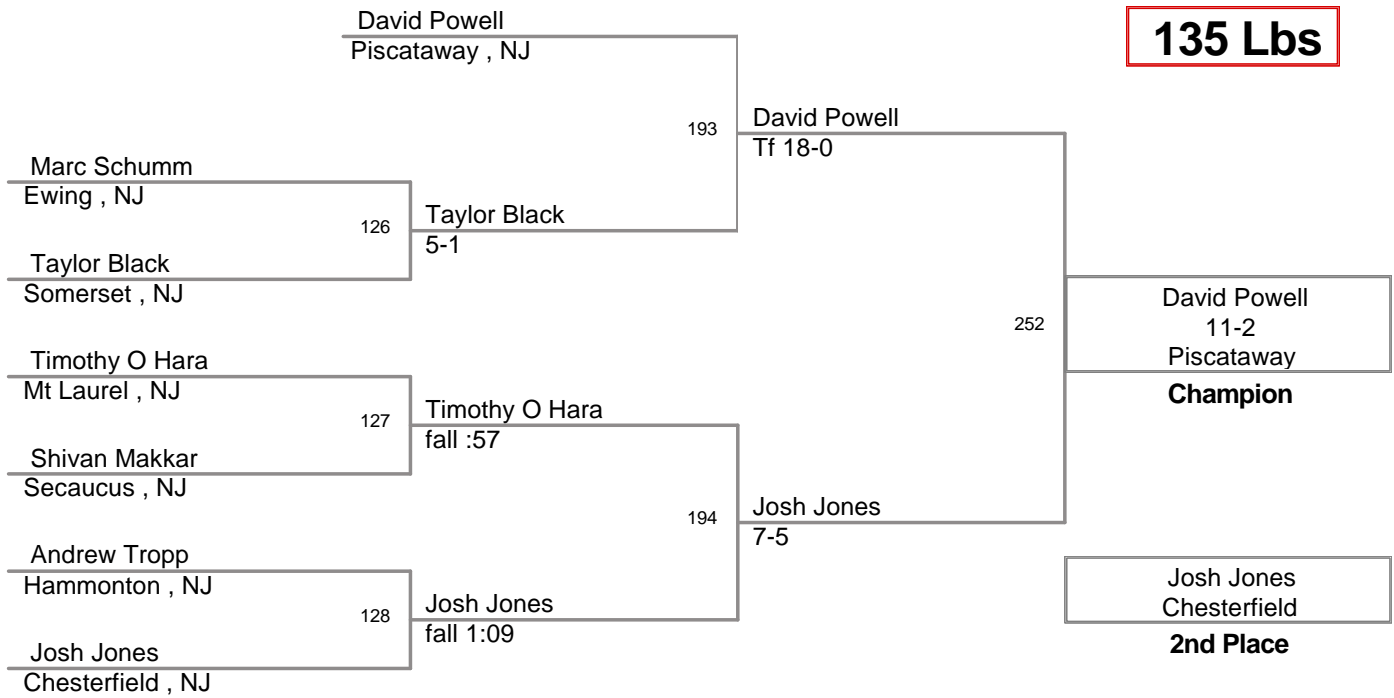 David Powell
Piscataway , NJ
135 Lbs
193
David Powell
Tf 18-0
Marc Schumm
Ewing , NJ
126
Taylor Black
5-1
Taylor Black
Somerset , NJ
252
David Powell
11-2
Piscataway
Champion
Timothy O Hara
Mt Laurel , NJ
127
Timothy O Hara
fall :57
Shivan Makkar
Secaucus , NJ
194
Josh Jones
7-5
Andrew Tropp
Hammonton , NJ
128
Josh Jones
fall 1:09
Josh Jones
Chesterfield , NJ
Josh Jones
Chesterfield
2nd Place